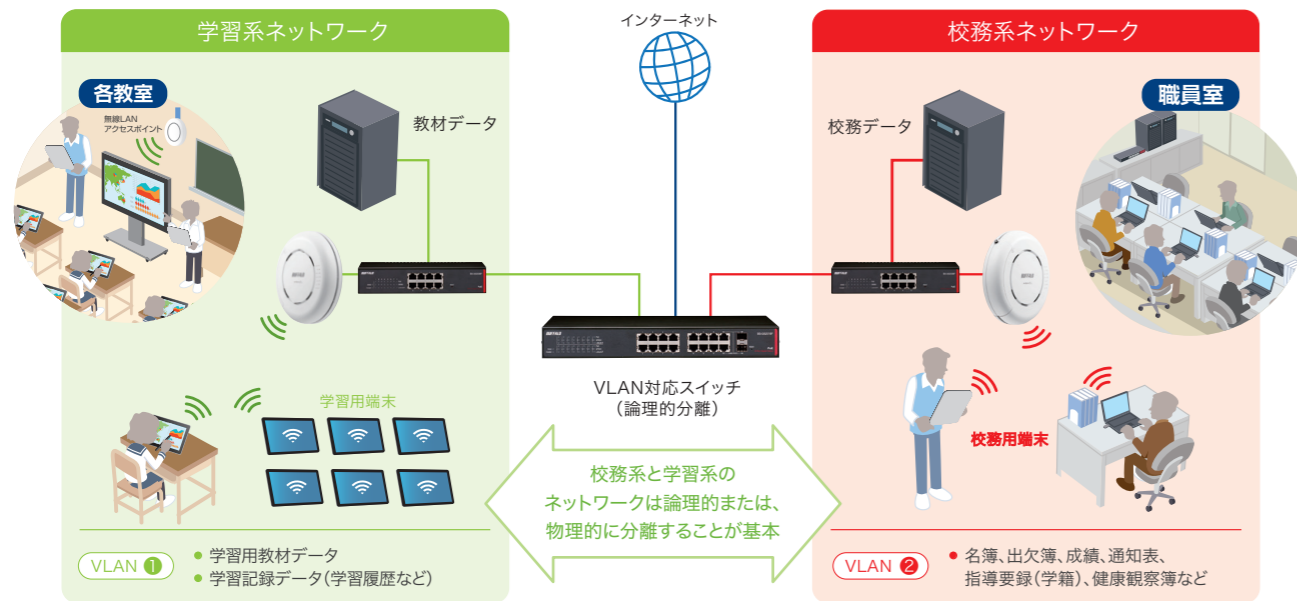 学習系ネットワーク
各教室
無線LAN
アクセスポイント
教材データ
学習用端末
VLAN ❶
● 学習用教材データ
● 学習記録データ(学習履歴など)
インターネット
BUFFALO
VLAN対応スイッチ
(論理的分離)
校務系と学習系の
ネットワークは論理的または、
物理的に分離することが基本
校務系ネットワーク
職員室
校務データ
校務用端末
VLAN ❷
● 名簿、出欠簿、成績、通知表、
指導要録(学籍)、健康観察簿など